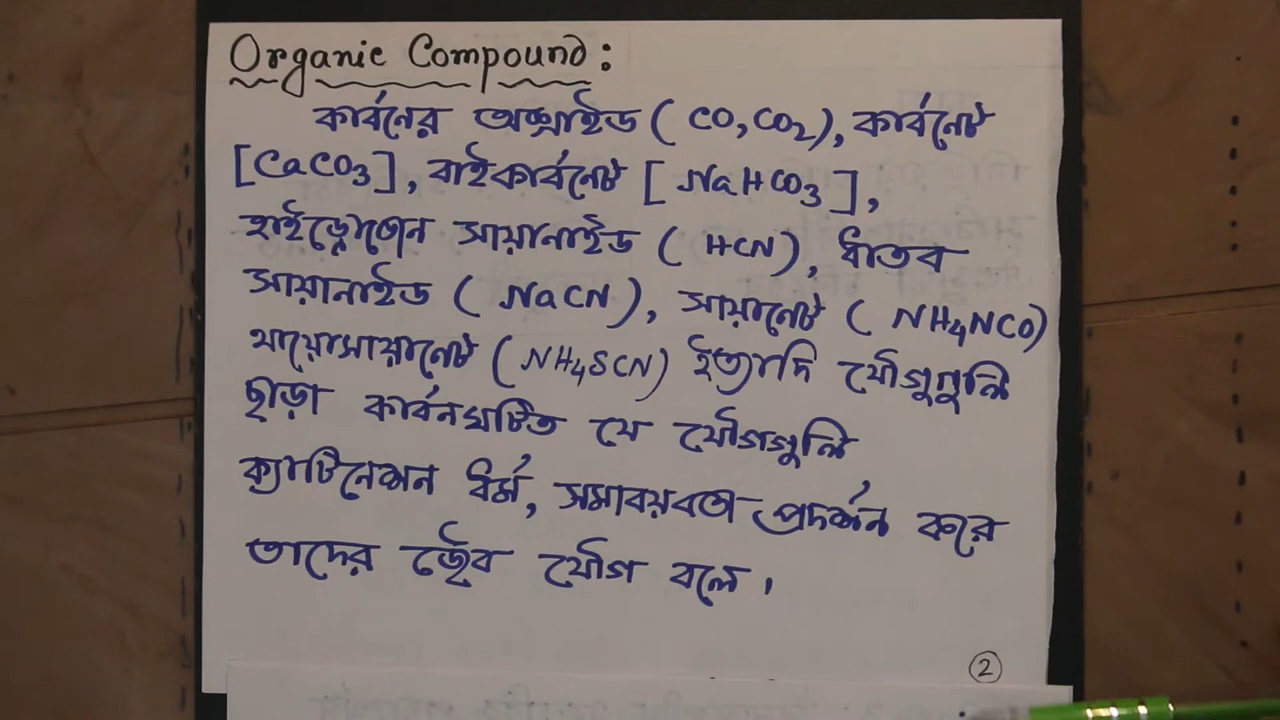 Organic Compound:
কার্বনের অক্সাইড (CO, CO2), কার্বনেট
[CaCO3], বাইকার্বনেট [NaHCO3],
হাইড্রোজেন সায়ানাইড (HCN), ধাতব
সায়ানাইড (NaCN), সায়ানেট (NH4NCO)
থায়োসায়ানেট (NH4SCN) ইত্যাদি যৌগগুলি
ছাড়া কার্বনঘটিত যে যৌগগুলি
ক্যাটিনেশন ধর্ম, সমাবয়বতা প্রদর্শন করে
তাদের জৈব যৌগ বলে।
2